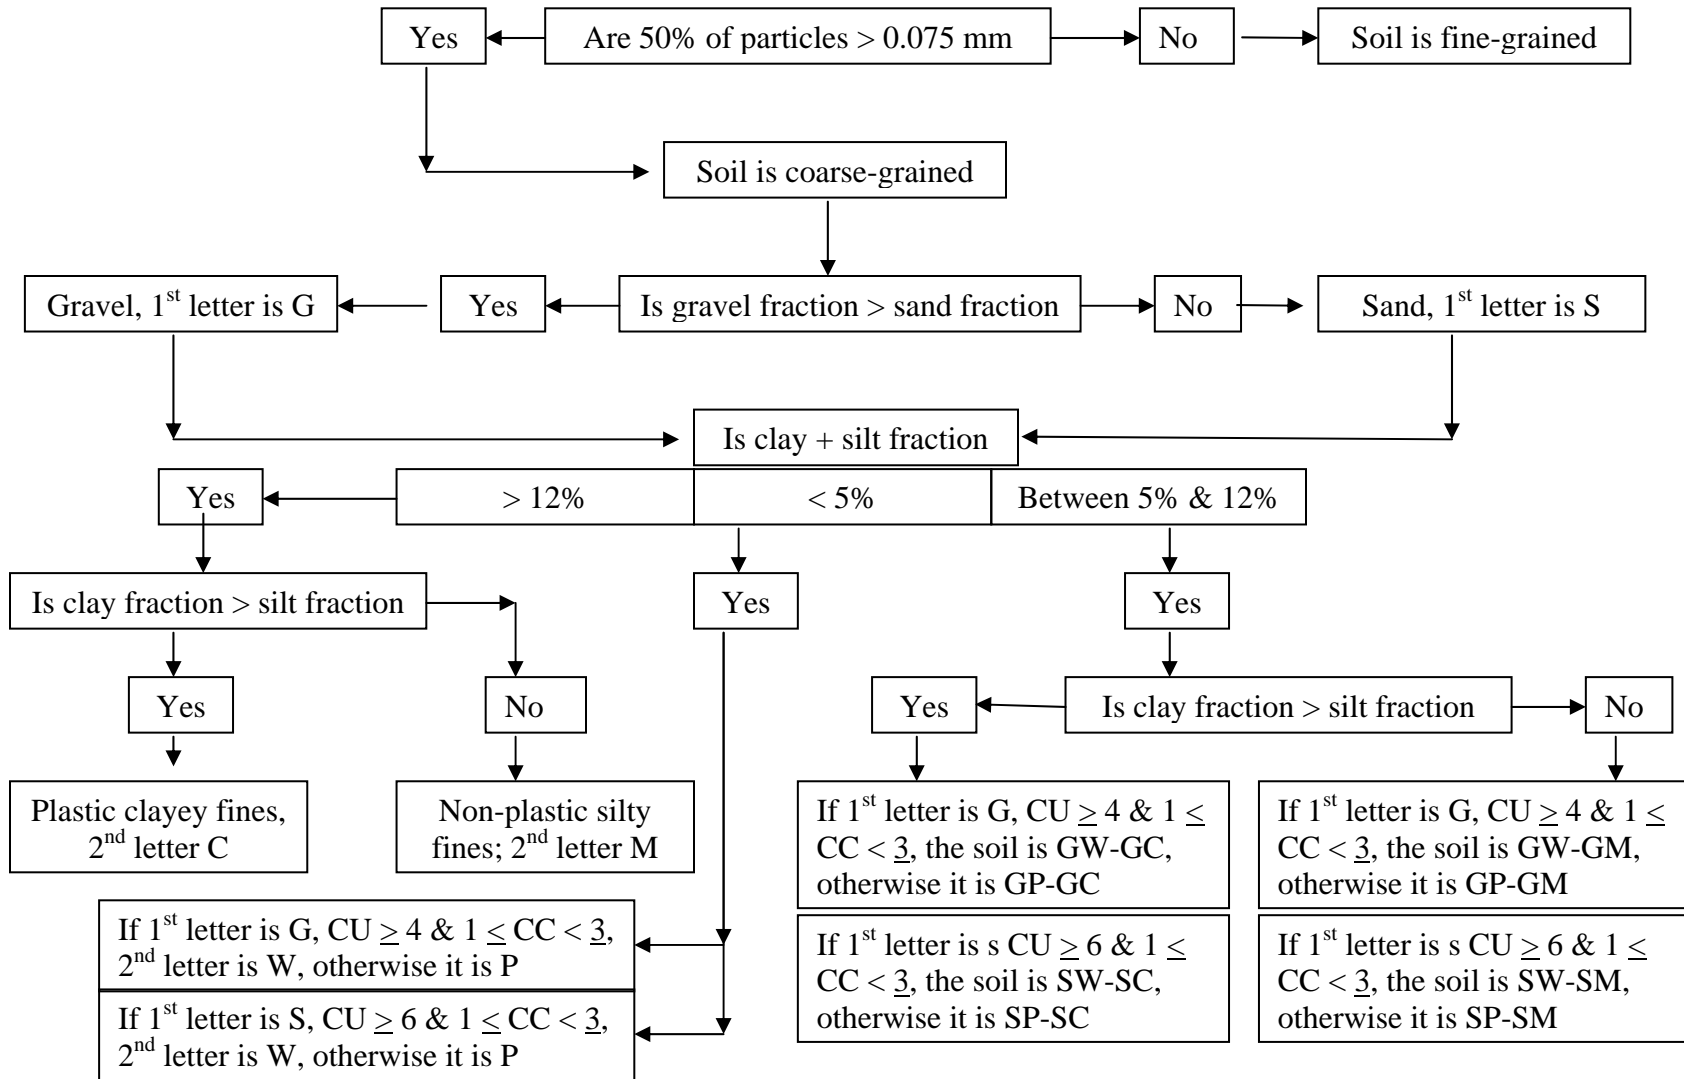 Yes
Are 50% of particles > 0.075 mm
No
Soil is fine-grained
Soil is coarse-grained
Gravel, 1st letter is G
Yes
Is gravel fraction > sand fraction
No
Sand, 1st letter is S
Is clay + silt fraction
Yes
> 12%
< 5%
Between 5% & 12%
Is clay fraction > silt fraction
Yes
Yes
Yes
No
Yes
Is clay fraction > silt fraction
No
Plastic clayey fines,
2nd letter C
Non-plastic silty
fines; 2nd letter M
If 1st letter is G, CU ≥ 4 & 1 ≤
CC < 3, the soil is GW-GC,
otherwise it is GP-GC
If 1st letter is G, CU ≥ 4 & 1 ≤
CC < 3, the soil is GW-GM,
otherwise it is GP-GM
If 1st letter is G, CU ≥ 4 & 1 ≤ CC < 3,
2nd letter is W, otherwise it is P
If 1st letter is s CU ≥ 6 & 1 ≤
CC < 3, the soil is SW-SC,
otherwise it is SP-SC
If 1st letter is s CU ≥ 6 & 1 ≤
CC < 3, the soil is SW-SM,
otherwise it is SP-SM
If 1st letter is S, CU ≥ 6 & 1 ≤ CC < 3,
2nd letter is W, otherwise it is P